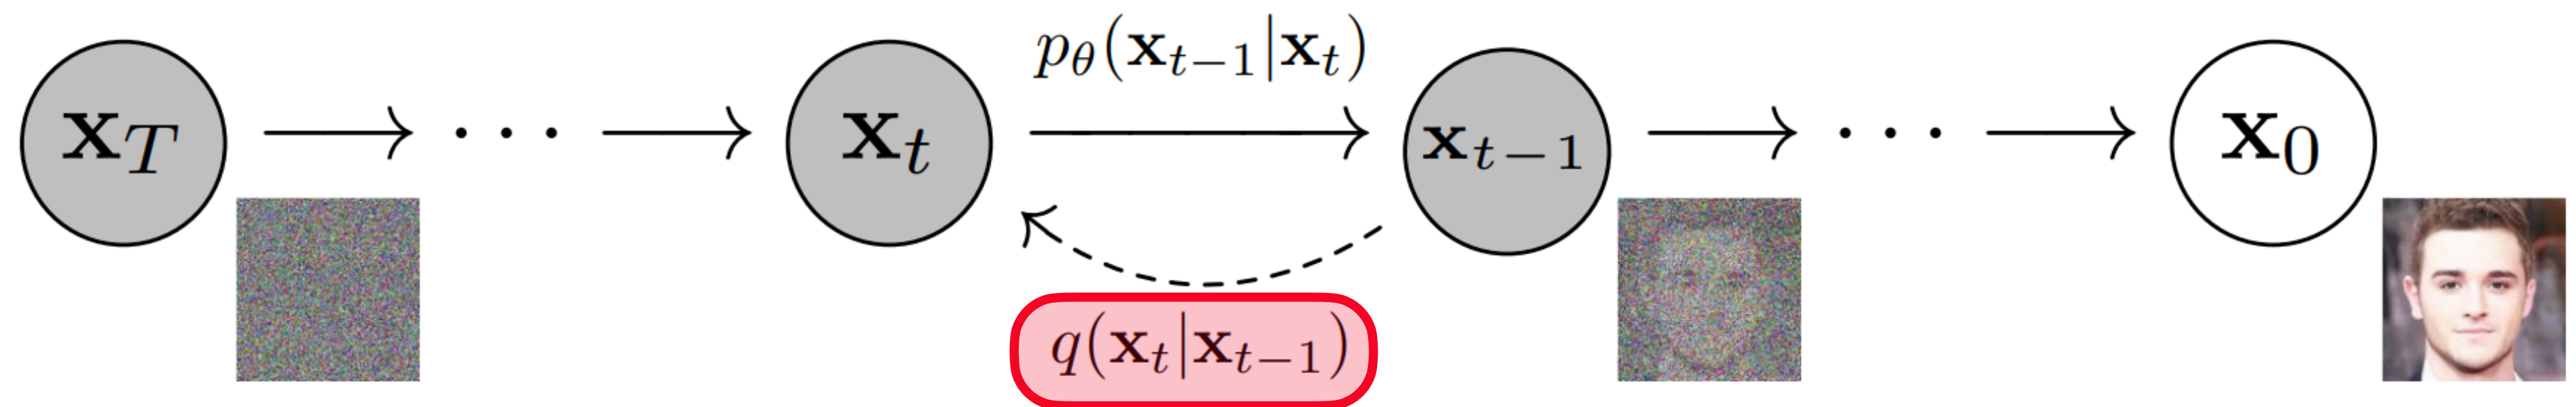 p_θ(x_{t−1}|x_t)
x_T → ··· → x_t → x_{t−1} → ··· → x_0
q(x_t|x_{t−1})